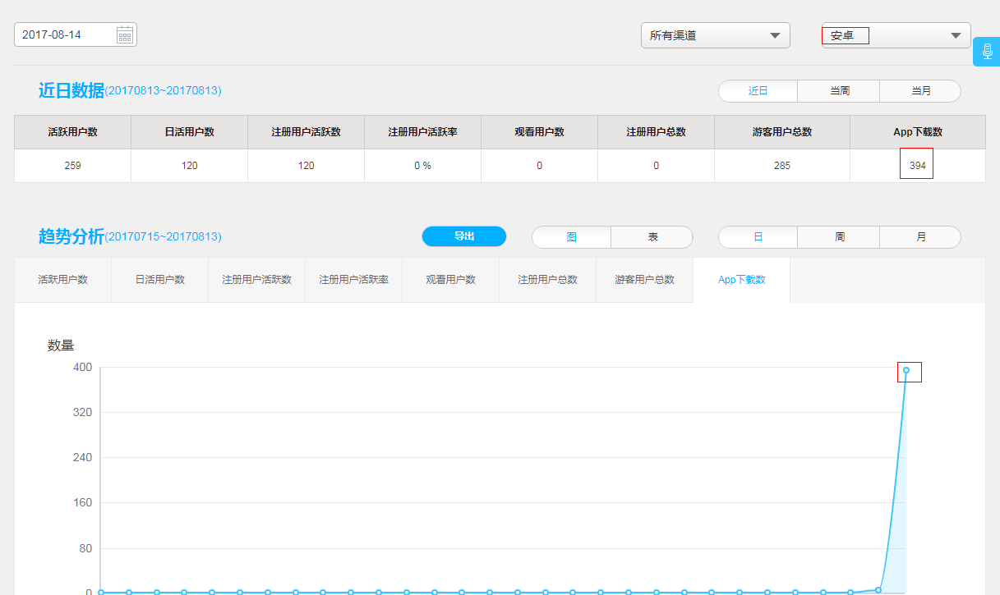 2017-08-14 所有渠道 安卓
近日数据(20170813~20170813) 近日 当周 当月
活跃用户数 日活用户数 注册用户活跃数 注册用户活跃率 观看用户数 注册用户总数 游客用户总数 App下载数
259 120 120 0 % 0 0 285 394
趋势分析(20170715~20170813) 导出 图 表 日 周 月
活跃用户数 日活用户数 注册用户活跃数 注册用户活跃率 观看用户数 注册用户总数 游客用户总数 App下载数
数量
400
320
240
160
80
0